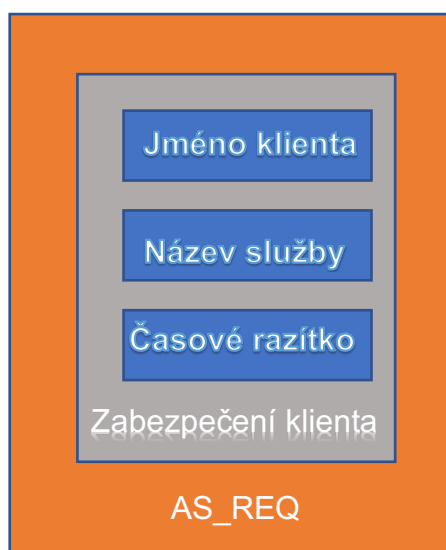 Jméno klienta
Název služby
Časové razítko
Zabezpečení klienta
AS_REQ